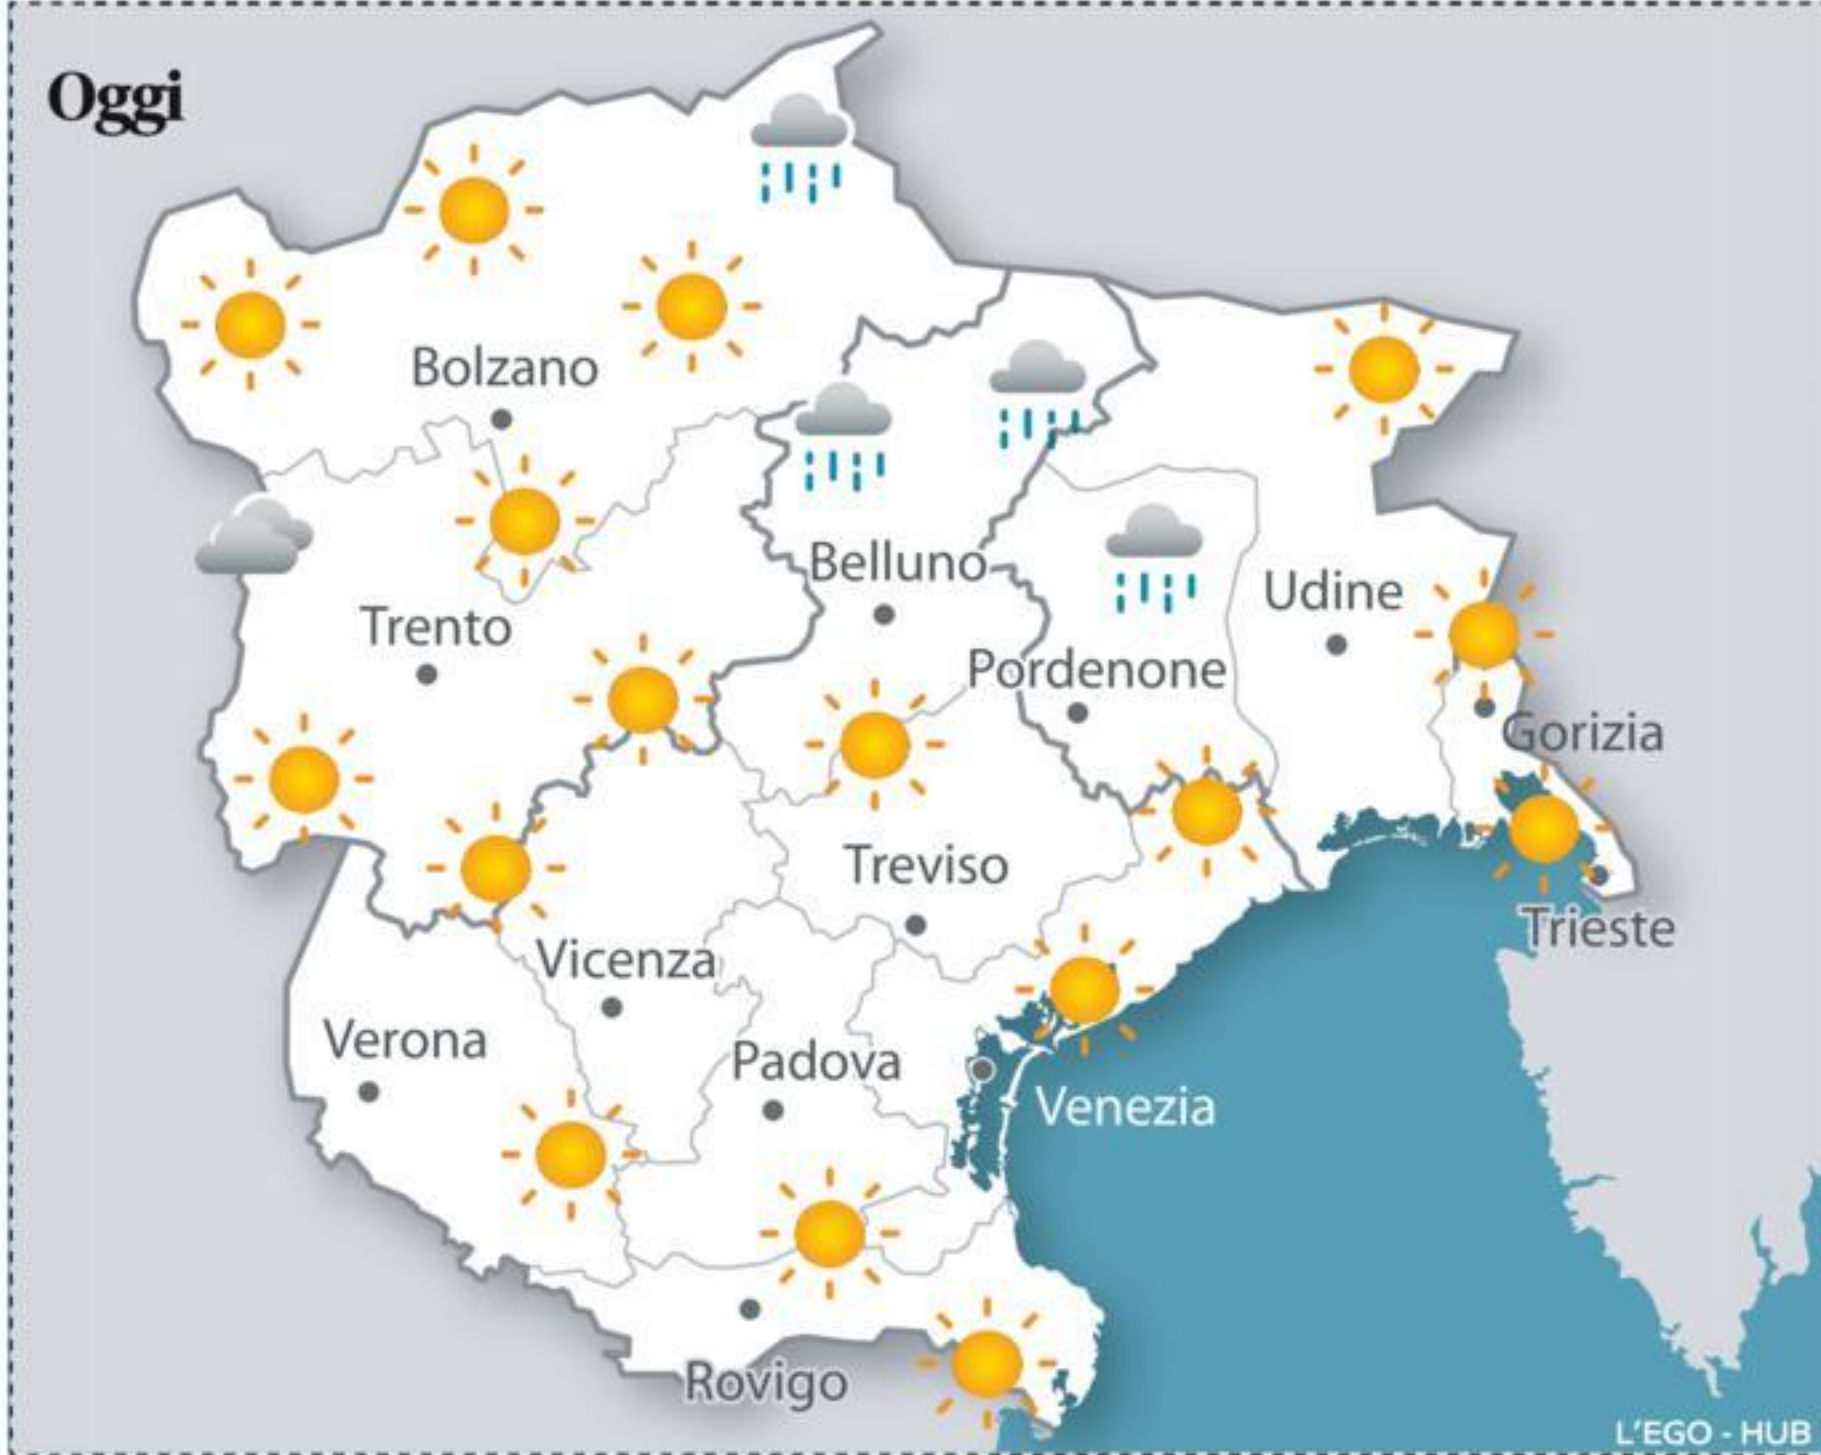 Oggi
Bolzano
Belluno
Udine
Trento
Pordenone
Gorizia
Treviso
Trieste
Vicenza
Verona
Padova
Venezia
Rovigo
L'EGO - HUB